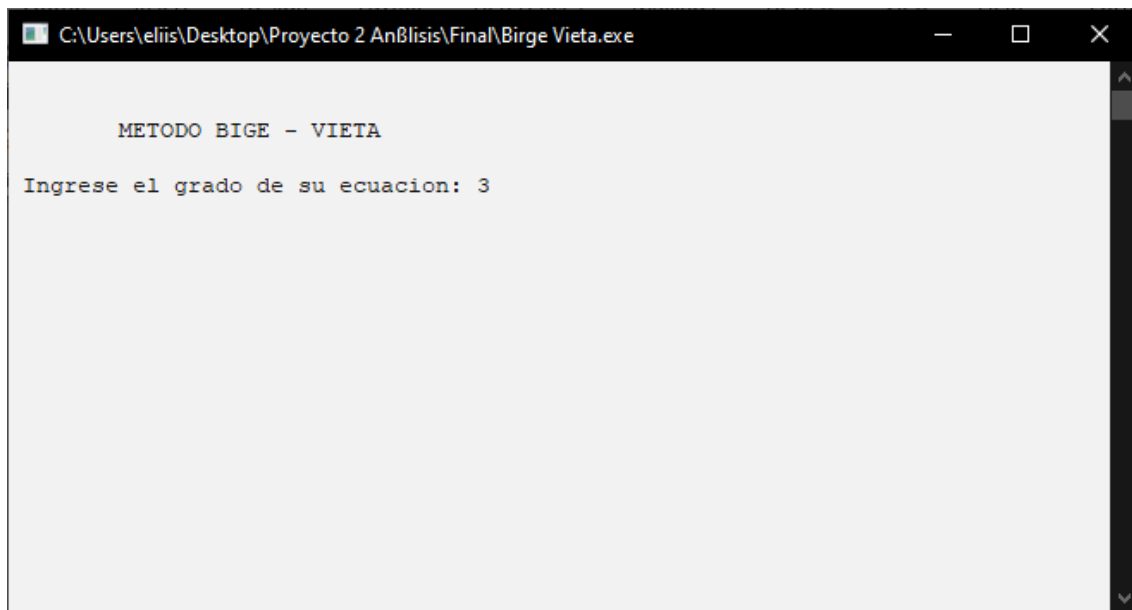 C:\Users\eliis\Desktop\Proyecto 2 Anßlisis\Final\Birge Vieta.exe
METODO BIGE - VIETA
Ingrese el grado de su ecuacion: 3